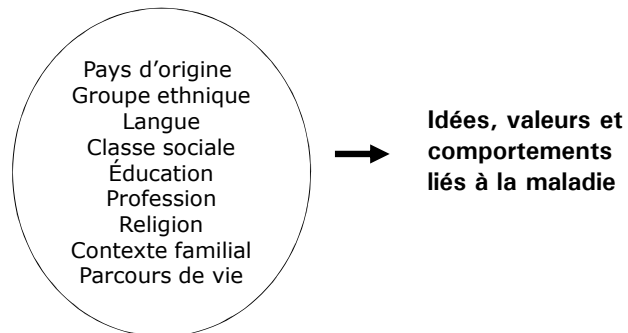 Pays d’origine
Groupe ethnique
Langue
Classe sociale
Éducation
Profession
Religion
Contexte familial
Parcours de vie
Idées, valeurs et
comportements
liés à la maladie